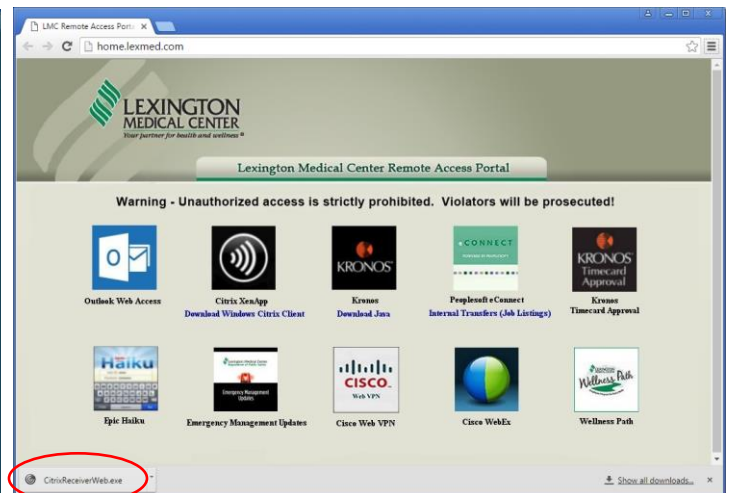 LMC Remote Access Port
home.lexmed.com
LEXINGTON
MEDICAL CENTER
Your partner for health and wellness®
Lexington Medical Center Remote Access Portal
Warning - Unauthorized access is strictly prohibited. Violators will be prosecuted!
CONNECT
KRONOS
KRONOS
Timecard
Approval
Outlook Web Access
Citrix XenApp
Kronos
Peoplesoft eConnect
Kronos
Download Windows Citrix Client
Download Java
Internal Transfers (Job Listings)
Timecard Approval
Haiku
Lexington Medical Center
Emergency Management
Updates
CISCO
Web VPN
Wellness Path
Epic Haiku
Emergency Management Updates
Cisco Web VPN
Cisco WebEx
Wellness Path
CitrixReceiverWeb.exe
Show all downloads...